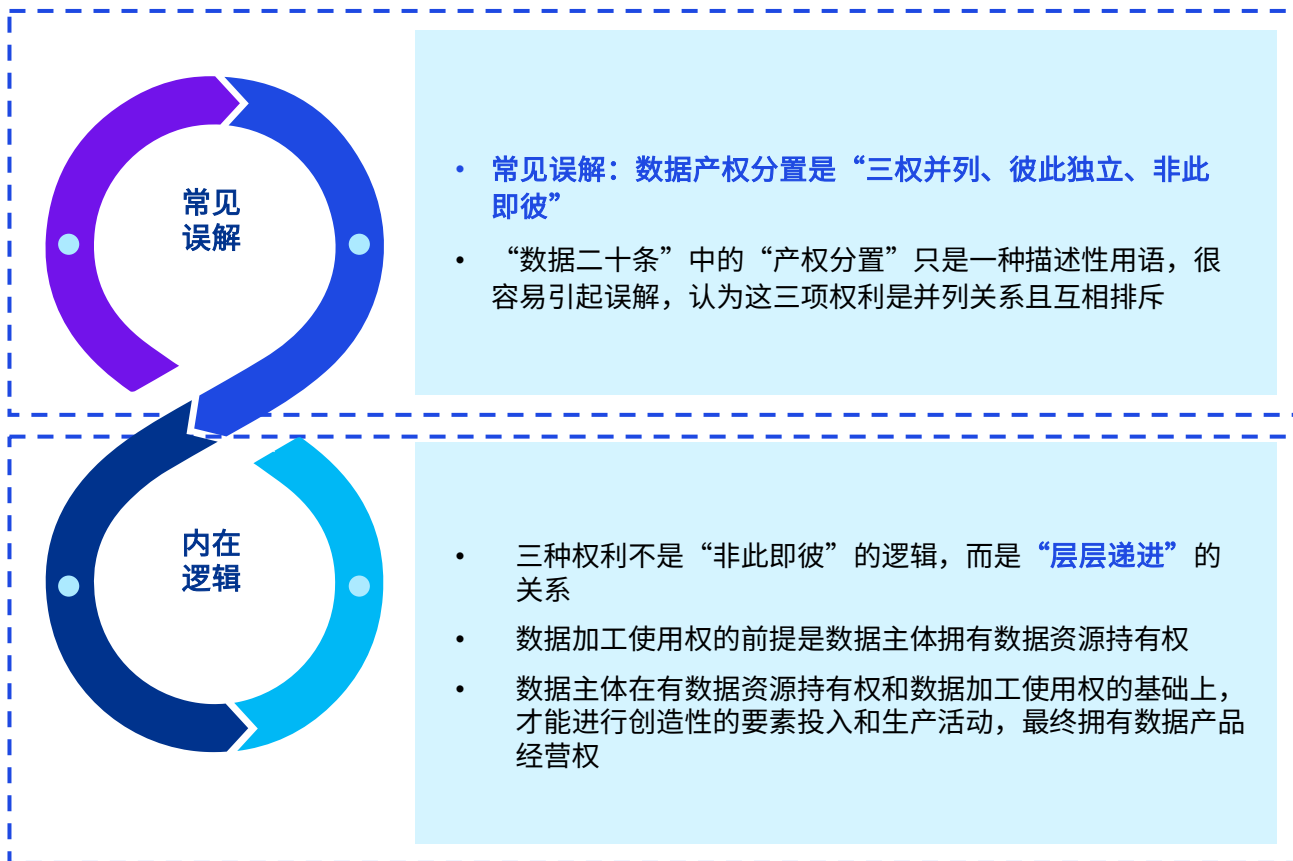 常见
误解
• 常见误解：数据产权分置是“三权并列、彼此独立、非此
即彼”
• “数据二十条”中的“产权分置”只是一种描述性用语，很
容易引起误解，认为这三项权利是并列关系且互相排斥
内在
逻辑
• 三种权利不是“非此即彼”的逻辑，而是“层层递进”的
关系
• 数据加工使用权的前提是数据主体拥有数据资源持有权
• 数据主体在有数据资源持有权和数据加工使用权的基础上，
才能进行创造性的要素投入和生产活动，最终拥有数据产品
经营权